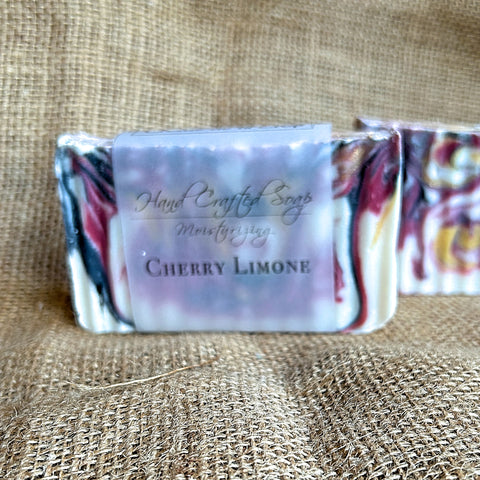 Hand Crafted Soap
Moisturizing
CHERRY LIMONE